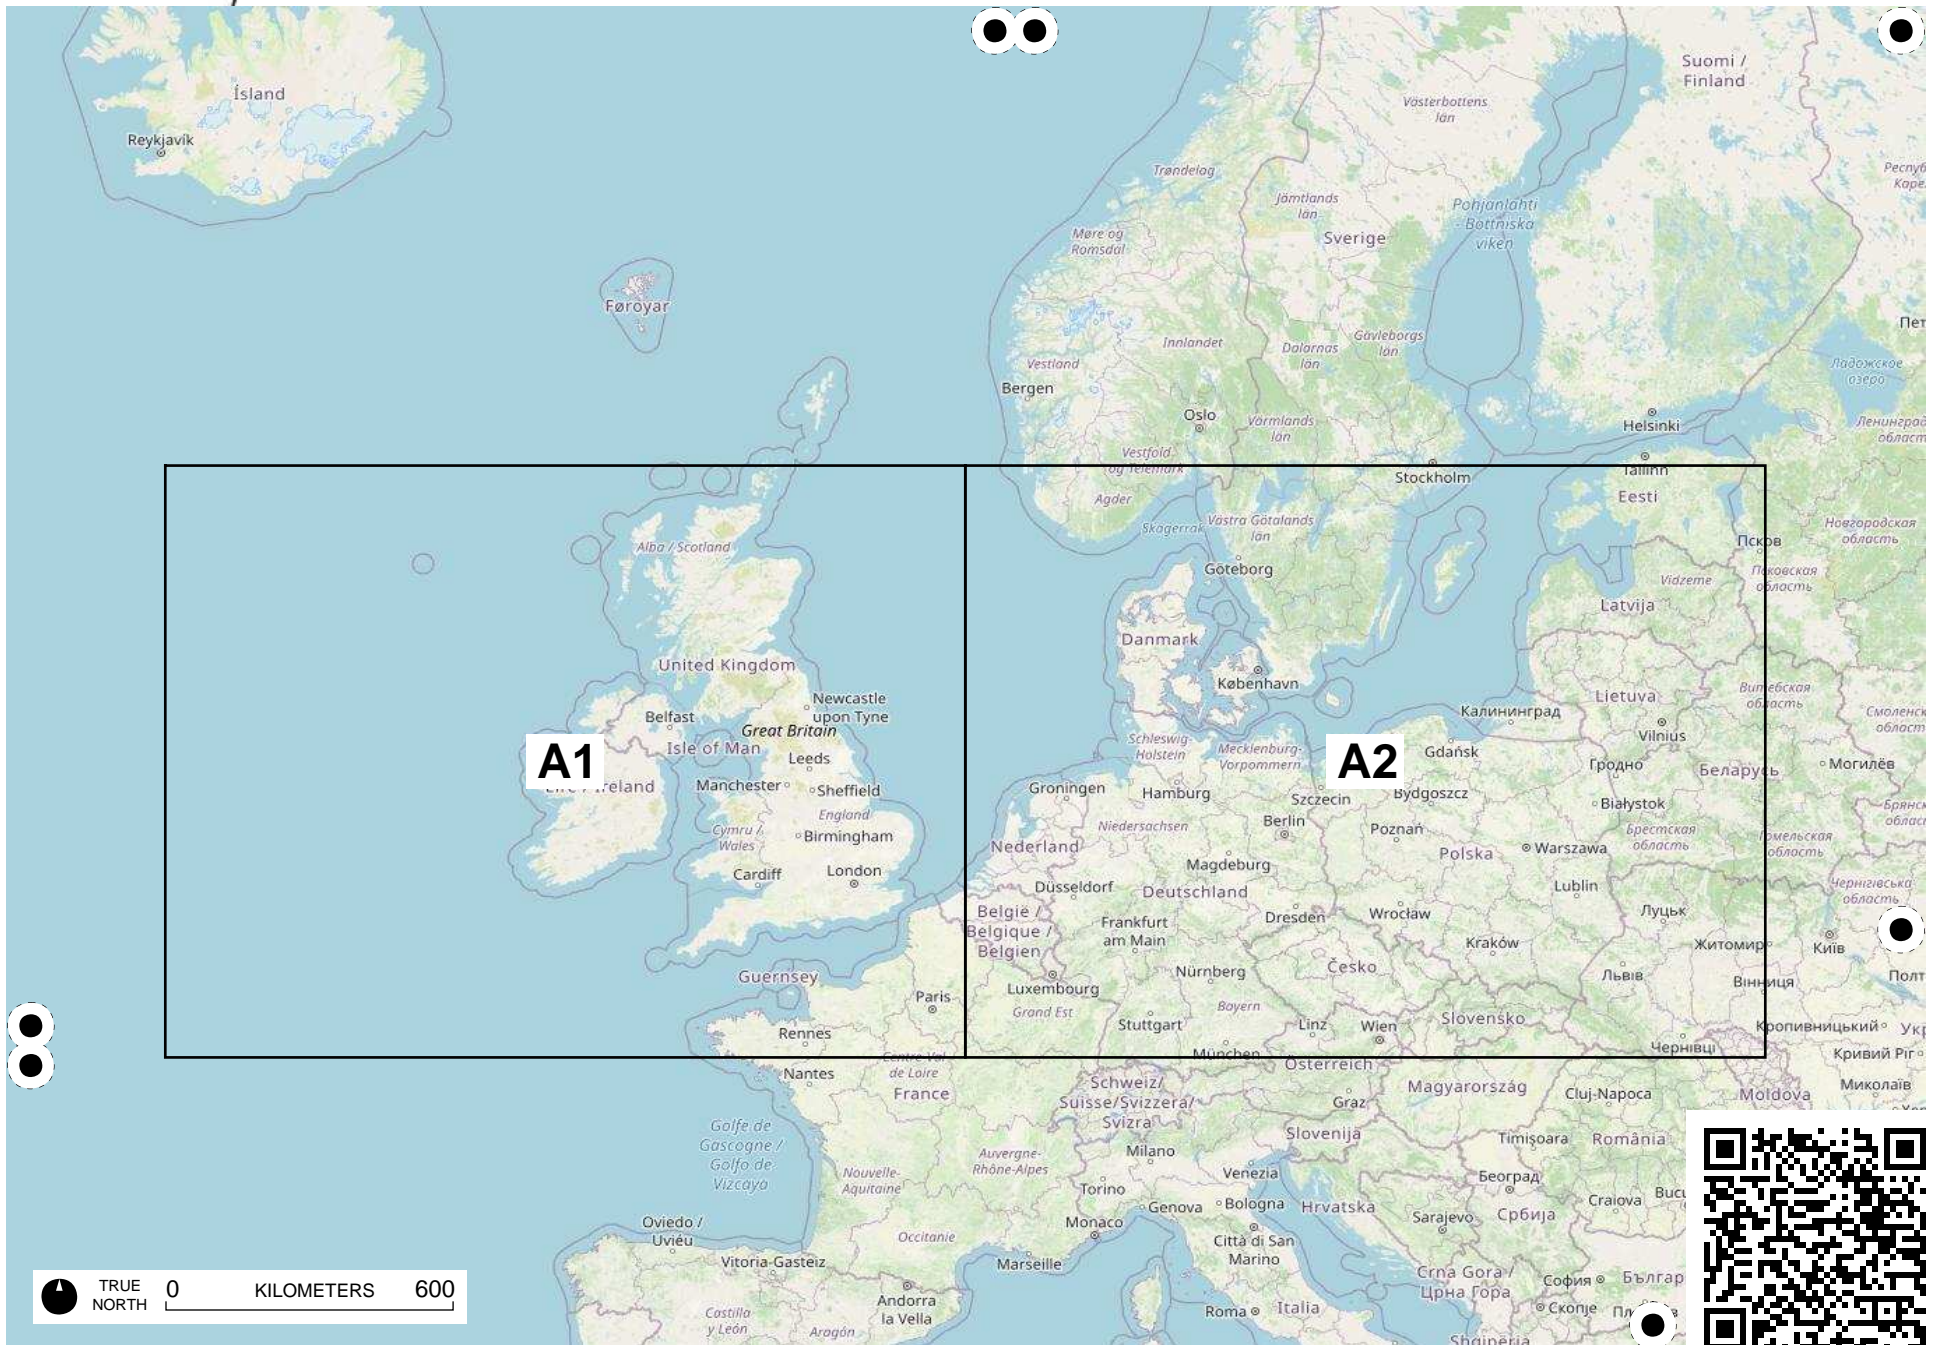 Ísland
Reykjavík
Føroyar
Suomi /
Finland
Västerbottens
län
Trøndelag
Jämtlands
län
Pohjanlahti
- Bottniska
viken
Møre og
Romsdal
Sverige
Innlandet
Gävleborgs
län
Dalarnas
län
Vestland
Bergen
Ладожское
озеро
Oslo
Värmlands
län
Helsinki
Vestfold
og Telemark
Stockholm
Tallinn
Eesti
Agder
Skagerrak
Västra Götalands
län
Новгородская
область
Псков
Псковская
область
Alba / Scotland
Göteborg
Vidzeme
Latvija
Danmark
United Kingdom
København
Lietuva
Витебская
область
Newcastle
upon Tyne
Belfast
Great Britain
Isle of Man
Калининград
Vilnius
A1
A2
Schleswig-
Holstein
Mecklenburg-
Vorpommern
Gdańsk
Гродно
Беларусь
Могилёв
Leeds
Manchester
Sheffield
England
Groningen
Hamburg
Szczecin
Bydgoszcz
Białystok
Cymru /
Wales
Birmingham
Niedersachsen
Berlin
Poznań
Брестская
область
Nederland
Polska
Warszawa
Magdeburg
Cardiff
London
Düsseldorf
Deutschland
Lublin
Чернігівська
область
België /
Belgique /
Belgien
Frankfurt
am Main
Dresden
Wrocław
Луцьк
Kraków
Житомир
Київ
Guernsey
Luxembourg
Nürnberg
Česko
Львів
Вінниця
Paris
Grand Est
Bayern
Rennes
Stuttgart
Linz
Wien
Slovensko
Кропивницький
Чернівці
München
Österreich
Кривий Ріг
Centre-Val
de Loire
Nantes
France
Schweiz/
Suisse/Svizzera/
Svizra
Magyarország
Cluj-Napoca
Moldova
Миколаїв
Graz
Golfe de
Gascogne /
Golfo de
Vizcaya
Slovenija
Timișoara
România
Auvergne-
Rhône-Alpes
Milano
Nouvelle-
Aquitaine
Venezia
Torino
Београд
Genova
Bologna
Hrvatska
Craiova
Oviedo /
Uviéu
Monaco
Sarajevo
Србија
Occitanie
Città di San
Marino
Vitoria-Gasteiz
Marseille
Crna Gora /
Црна Гора
София
TRUE
NORTH
0 KILOMETERS 600
Andorra
la Vella
Castilla
y León
Aragón
Roma
Italia
Скопје